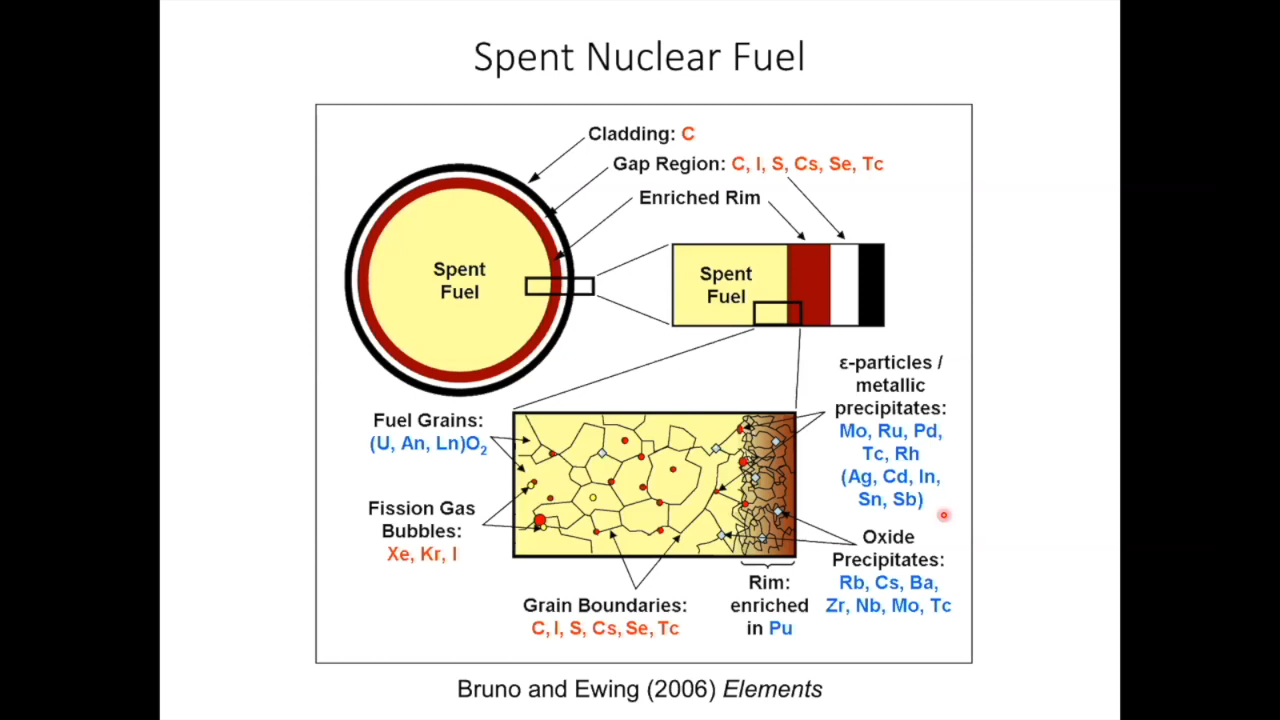 Spent Nuclear Fuel
Cladding: C
Gap Region: C, I, S, Cs, Se, Tc
Enriched Rim
Spent
Fuel
Spent
Fuel
ε-particles /
metallic
precipitates:
Mo, Ru, Pd,
Tc, Rh
(Ag, Cd, In,
Sn, Sb)
Fuel Grains:
(U, An, Ln)O₂
Fission Gas
Bubbles:
Xe, Kr, I
Oxide
Precipitates:
Rb, Cs, Ba,
Zr, Nb, Mo, Tc
Grain Boundaries:
C, I, S, Cs, Se, Tc
Rim:
enriched
in Pu
Bruno and Ewing (2006) Elements